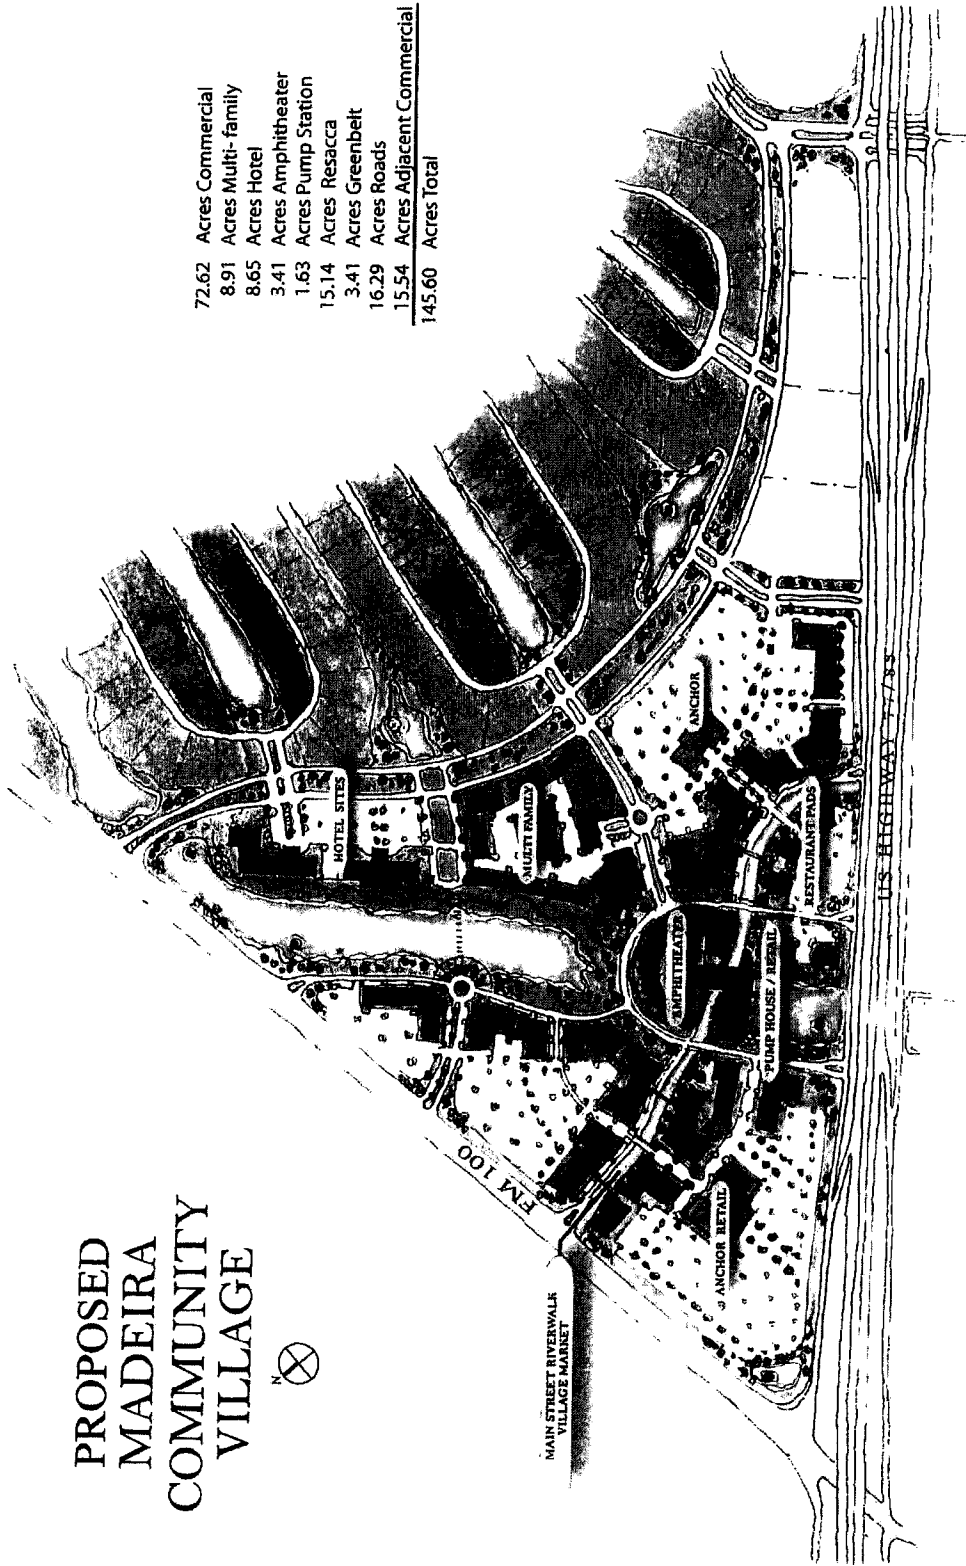 PROPOSED
MADEIRA
COMMUNITY
VILLAGE
N
72.62 Acres Commercial
8.91 Acres Multi- family
8.65 Acres Hotel
3.41 Acres Amphitheater
1.63 Acres Pump Station
15.14 Acres Resacca
3.41 Acres Greenbelt
16.29 Acres Roads
15.54 Acres Adjacent Commercial
145.60 Acres Total
HOTEL SITES
MULTI FAMILY
ANCHOR
FM 100
AMPHITHEATER
RESTAURANT PADS
PUMP HOUSE / RETAIL
MAIN STREET RIVERWALK
VILLAGE MARKET
ANCHOR RETAIL
US HIGHWAY 77/83